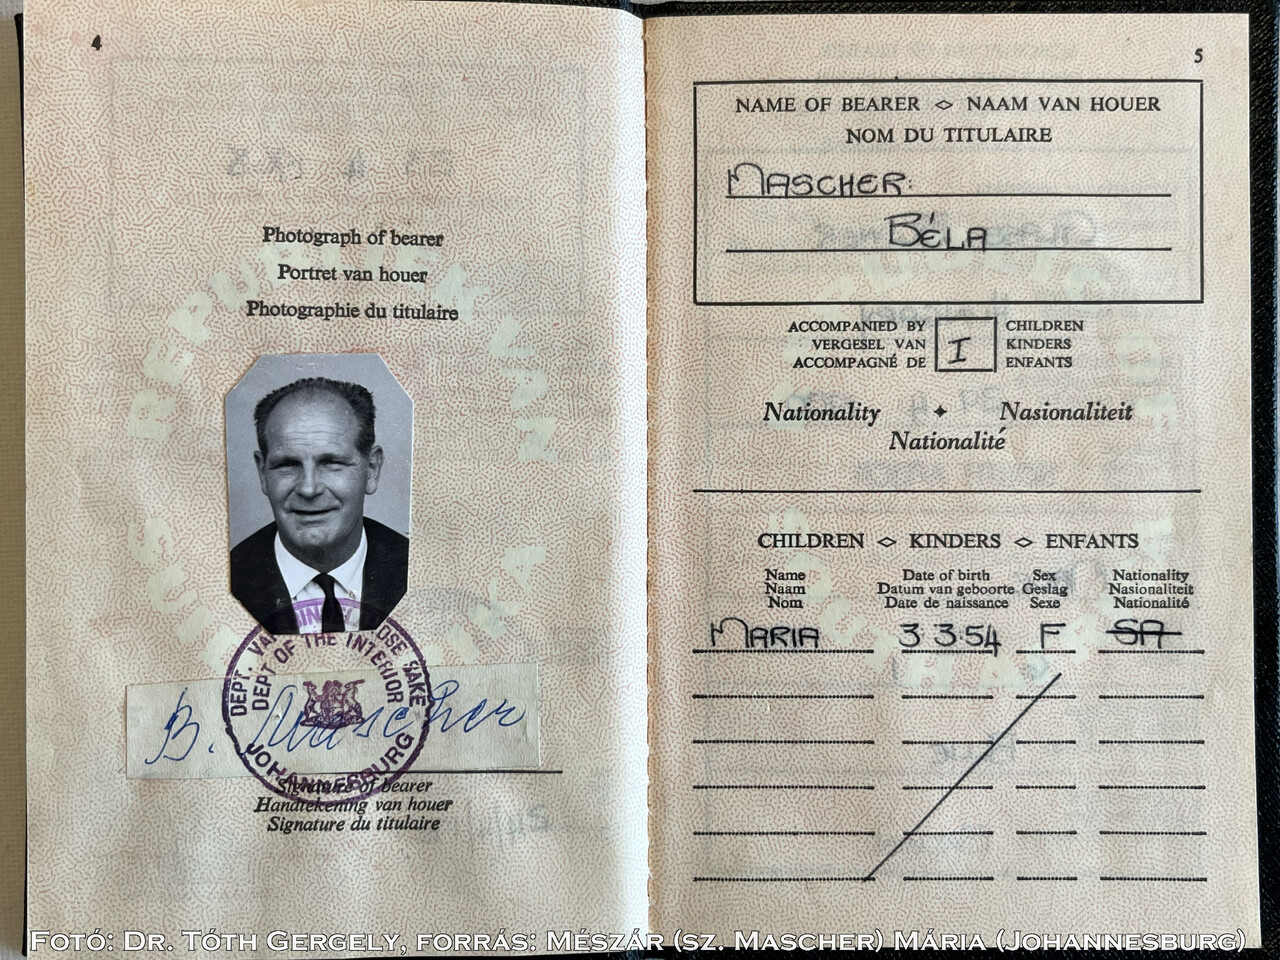 4
Photograph of bearer
Portret van houer
Photographie du titulaire
DEPT. VAN BINNELANDSE SAKE
DEPT OF THE INTERIOR
JOHANNESBURG
B. Mascher
Signature of bearer
Handtekening van houer
Signature du titulaire
5
NAME OF BEARER ◇ NAAM VAN HOUER
NOM DU TITULAIRE
MASCHER:
BÉLA
ACCOMPANIED BY I CHILDREN
VERGESEL VAN KINDERS
ACCOMPAGNÉ DE ENFANTS
Nationality ✦ Nasionaliteit
Nationalité
CHILDREN ◇ KINDERS ◇ ENFANTS
Name Date of birth Sex Nationality
Naam Datum van geboorte Geslag Nasionaliteit
Nom Date de naissance Sexe Nationalité
MARIA 3.3.54 F SA
Fotó: Dr. Tóth Gergely, forrás: Mészár (sz. Mascher) Mária (Johannesburg)